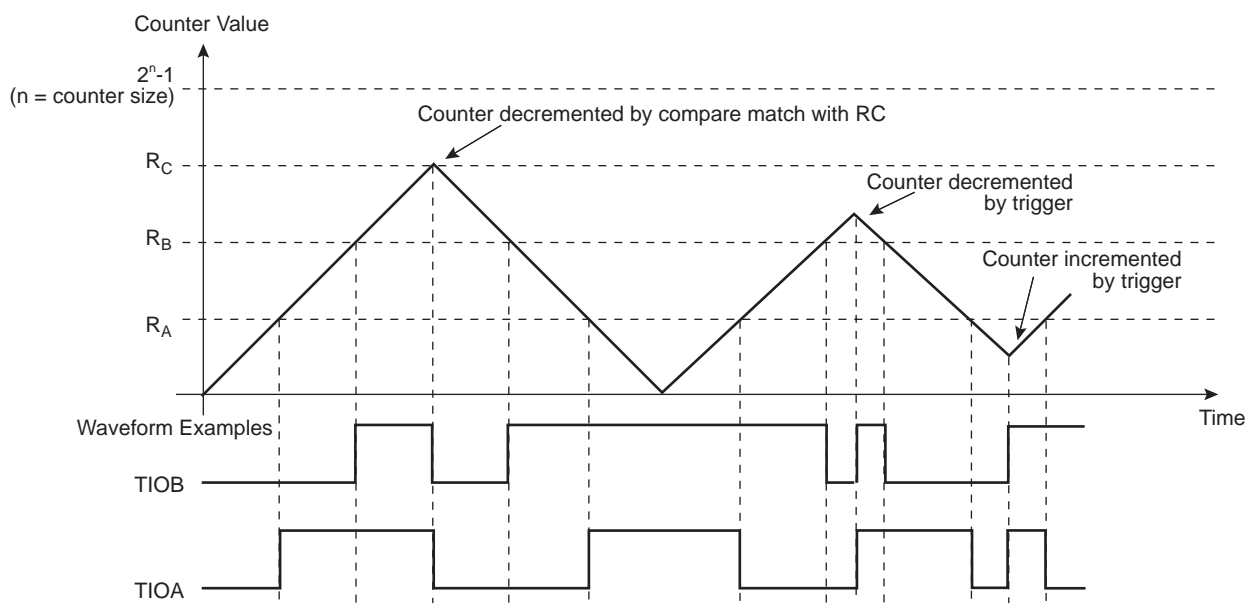 Counter Value
2ⁿ-1
(n = counter size)
Counter decremented by compare match with RC
R_C
Counter decremented
by trigger
R_B
Counter incremented
by trigger
R_A
Time
Waveform Examples
TIOB
TIOA